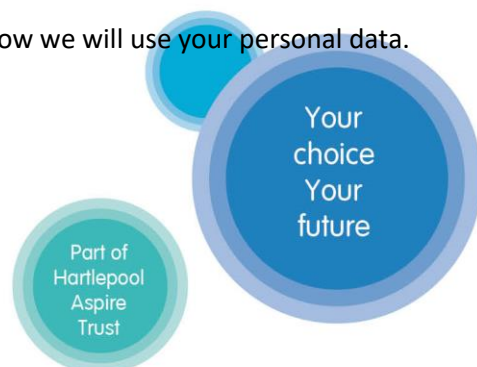 ow we will use your personal data.
Your
choice
Your
future
Part of
Hartlepool
Aspire
Trust